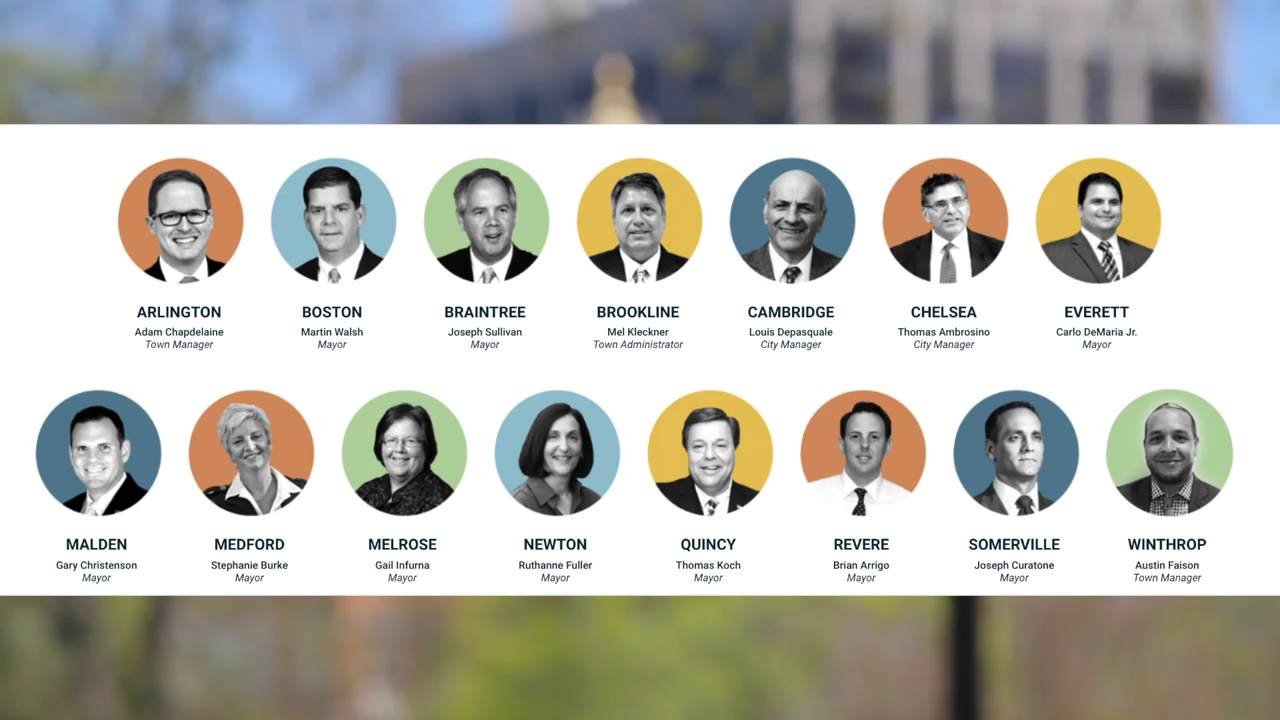 ARLINGTON
Adam Chapdelaine
Town Manager
BOSTON
Martin Walsh
Mayor
BRAINTREE
Joseph Sullivan
Mayor
BROOKLINE
Mel Kleckner
Town Administrator
CAMBRIDGE
Louis Depasquale
City Manager
CHELSEA
Thomas Ambrosino
City Manager
EVERETT
Carlo DeMaria Jr.
Mayor
MALDEN
Gary Christenson
Mayor
MEDFORD
Stephanie Burke
Mayor
MELROSE
Gail Infurna
Mayor
NEWTON
Ruthanne Fuller
Mayor
QUINCY
Thomas Koch
Mayor
REVERE
Brian Arrigo
Mayor
SOMERVILLE
Joseph Curatone
Mayor
WINTHROP
Austin Faison
Town Manager